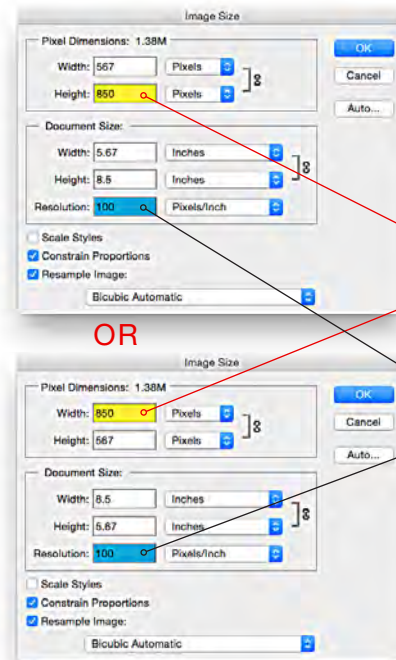 Image Size
Pixel Dimensions: 1.38M
OK
Width: 567 Pixels
Cancel
Height: 850 Pixels
Auto...
Document Size:
Width: 5.67 Inches
Height: 8.5 Inches
Resolution: 100 Pixels/Inch
Scale Styles
Constrain Proportions
Resample Image:
Bicubic Automatic
OR
Image Size
Pixel Dimensions: 1.38M
OK
Width: 850 Pixels
Cancel
Height: 567 Pixels
Auto...
Document Size:
Width: 8.5 Inches
Height: 5.67 Inches
Resolution: 100 Pixels/Inch
Scale Styles
Constrain Proportions
Resample Image:
Bicubic Automatic